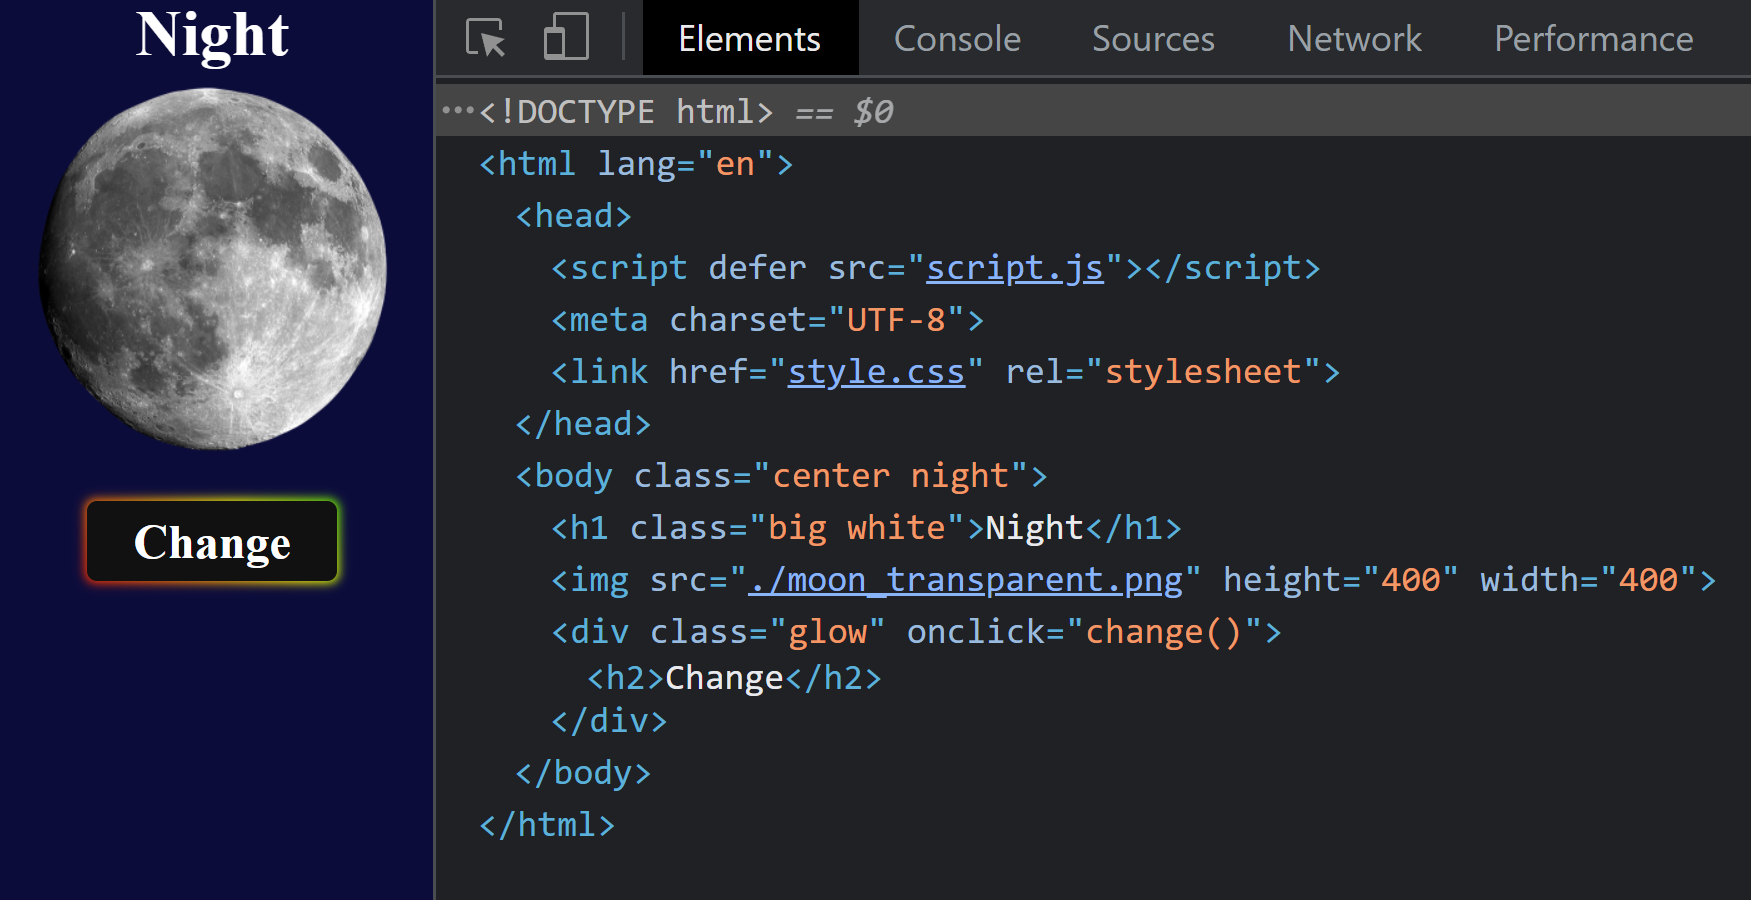 Night
Change
Elements Console Sources Network Performance
···<!DOCTYPE html> == $0
<html lang="en">
<head>
<script defer src="script.js"></script>
<meta charset="UTF-8">
<link href="style.css" rel="stylesheet">
</head>
<body class="center night">
<h1 class="big white">Night</h1>
<img src="./moon_transparent.png" height="400" width="400">
<div class="glow" onclick="change()">
<h2>Change</h2>
</div>
</body>
</html>